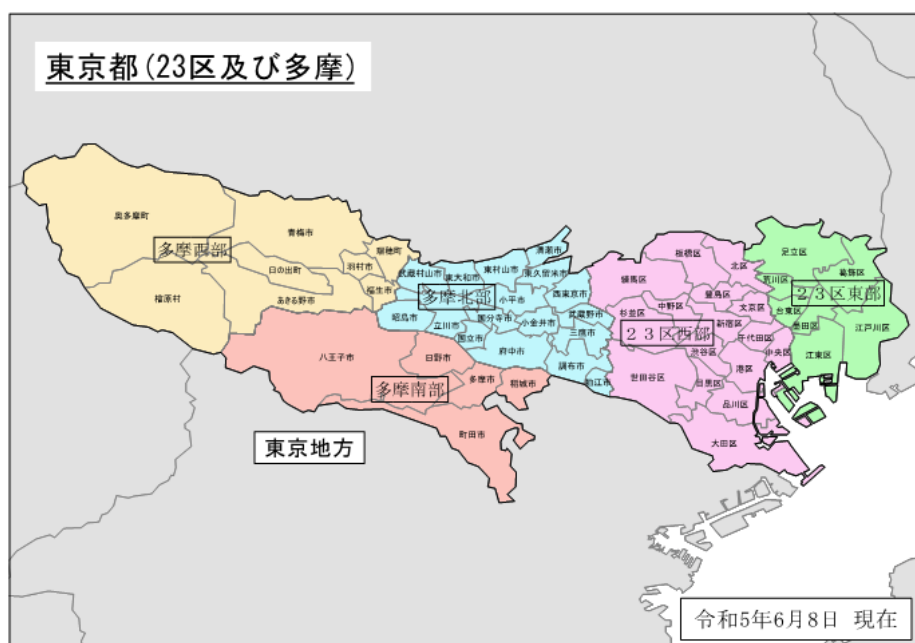 東京都(23区及び多摩)
奥多摩町
青梅市
多摩西部
瑞穂町
日の出町
羽村市
檜原村
あきる野市
福生市
清瀬市
武蔵村山市
東大和市
東村山市
東久留米市
多摩北部
小平市
西東京市
昭島市
立川市
国分寺市
小金井市
武蔵野市
国立市
三鷹市
府中市
調布市
狛江市
八王子市
日野市
多摩市
稲城市
多摩南部
町田市
板橋区
北区
練馬区
豊島区
中野区
文京区
杉並区
新宿区
23区西部
千代田区
渋谷区
中央区
港区
世田谷区
目黒区
品川区
大田区
足立区
葛飾区
荒川区
23区東部
台東区
墨田区
江戸川区
江東区
東京地方
令和5年6月8日 現在